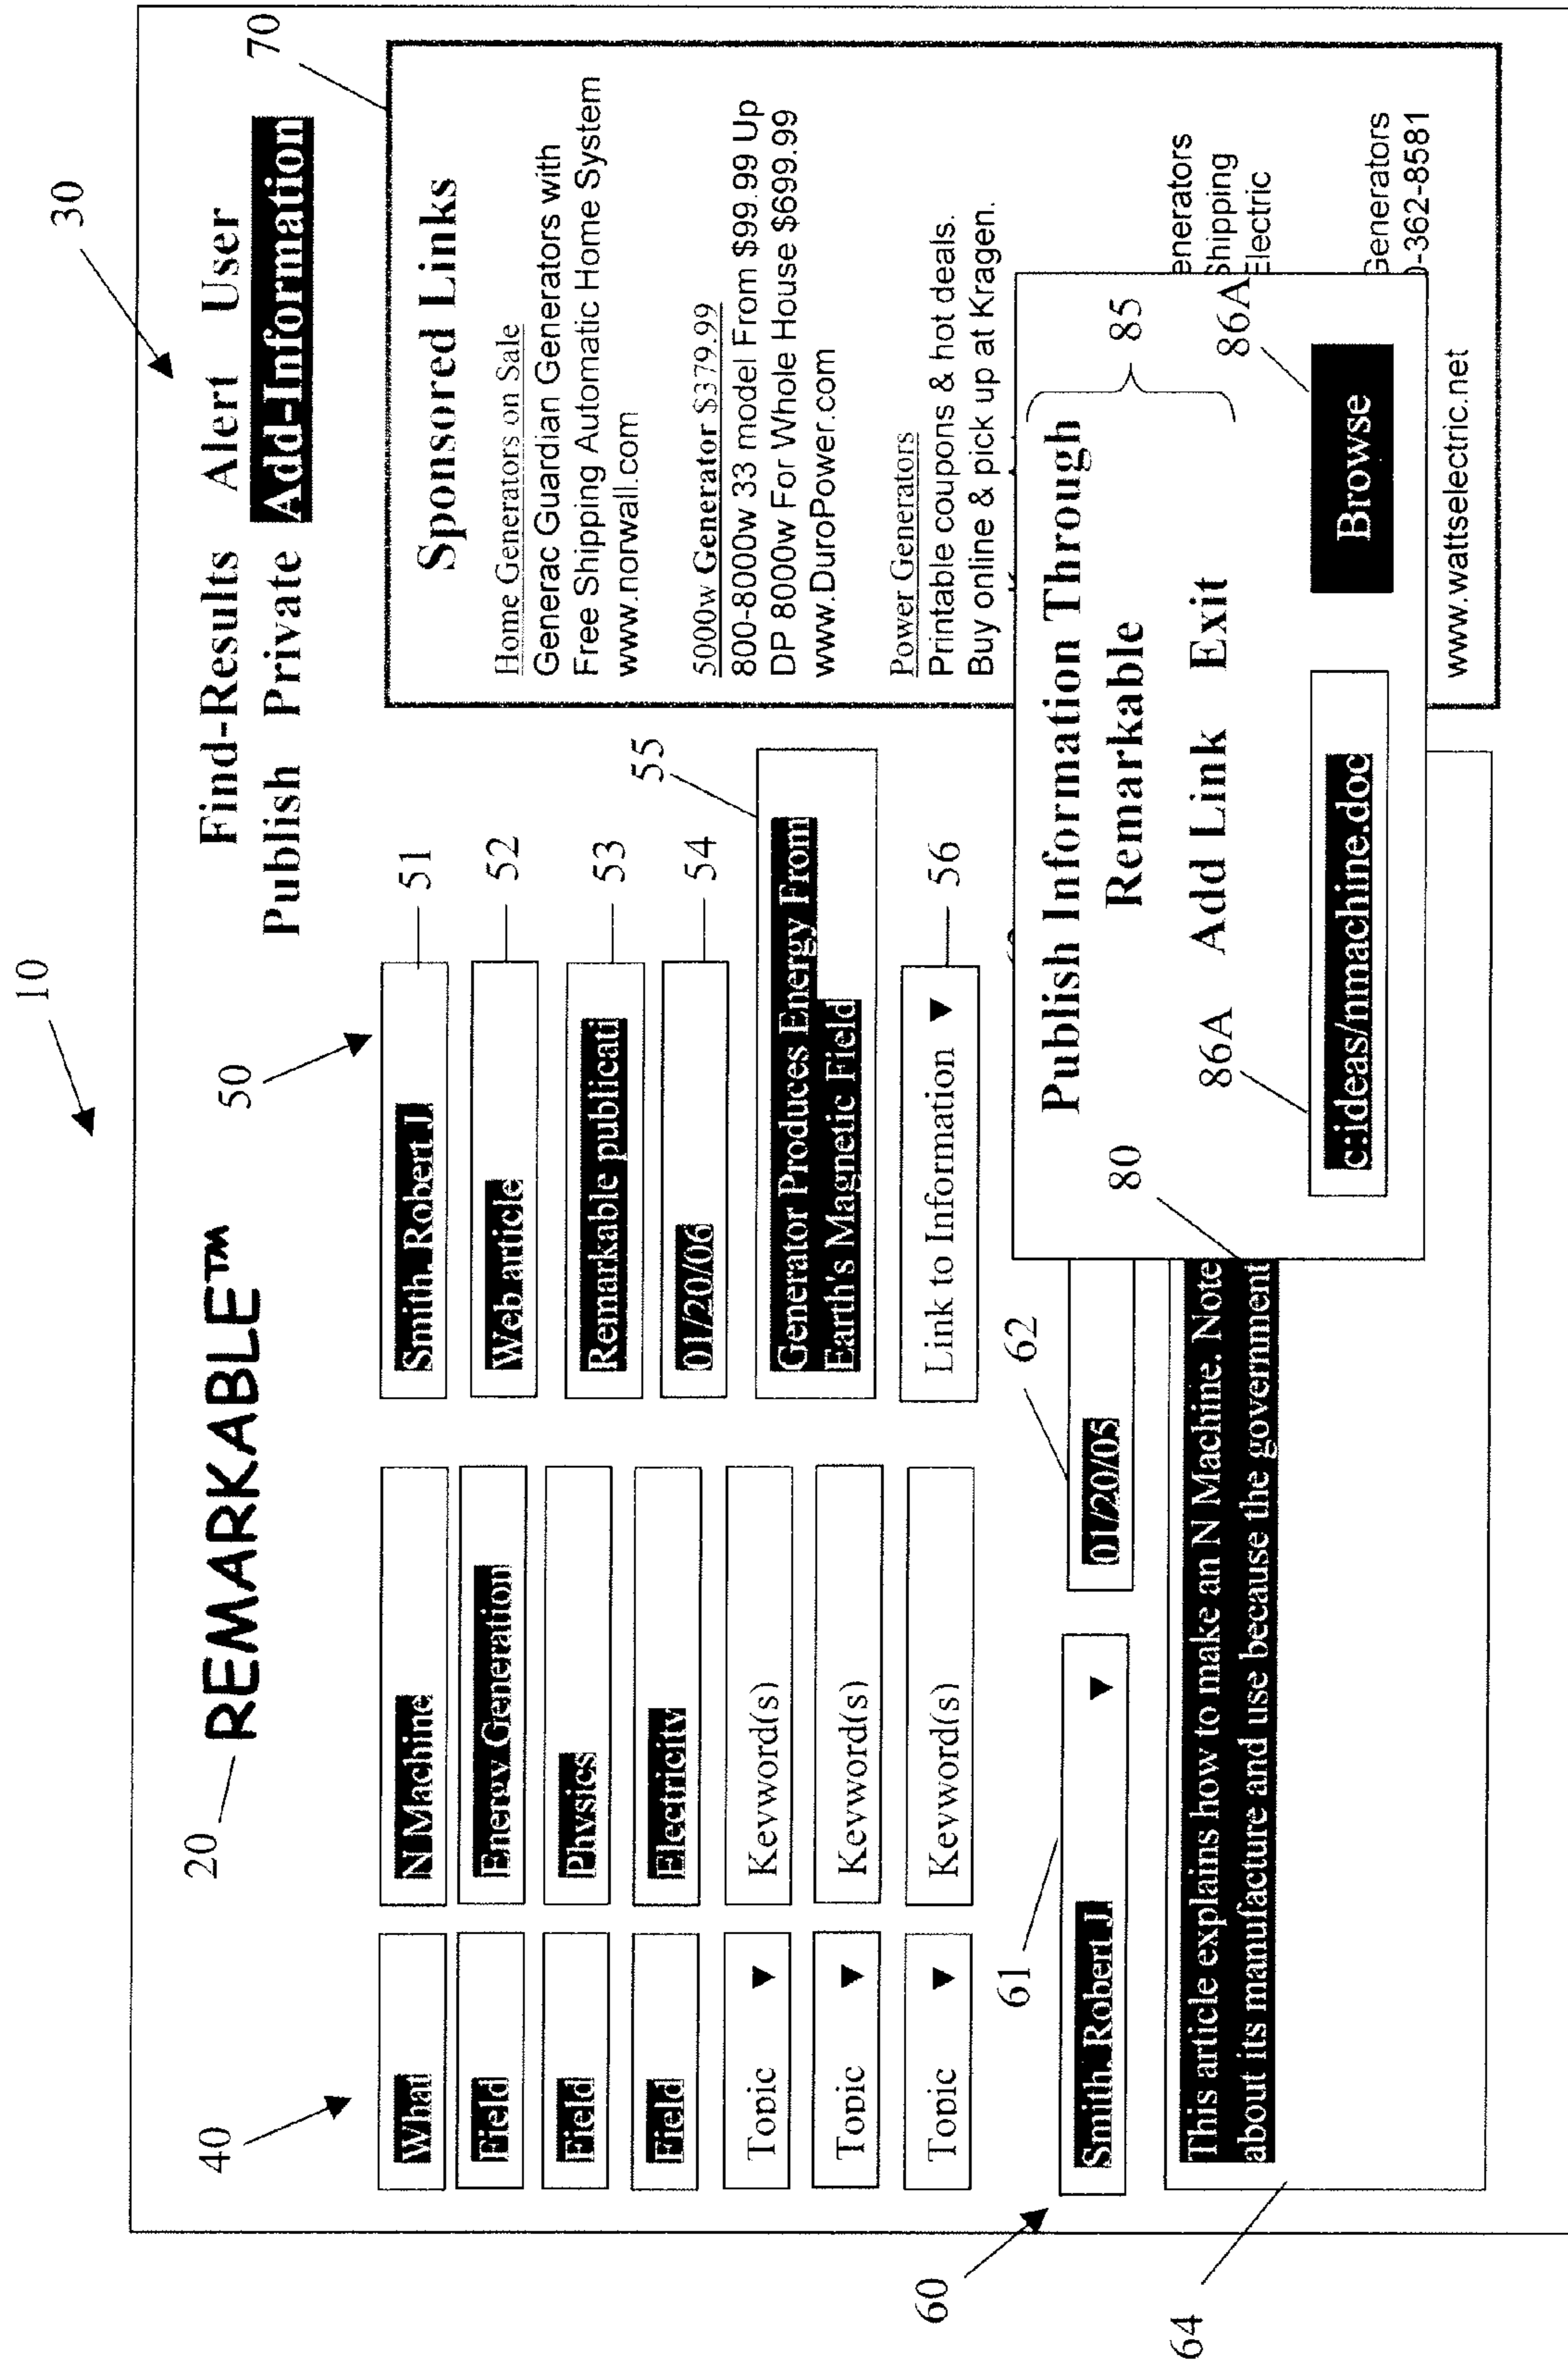 10
30
20 REMARKABLE™
Find-Results Alert User
Publish Private Add-Information
40
50
70
What N Machine
Field Energy Generation
Field Physics
Field Electricity
Topic ▼ Keyword(s)
Topic ▼ Keyword(s)
Topic ▼ Keyword(s)
Smith, Robert J. 51
Web article 52
Remarkable publicati 53
01/20/06 54
55
Generator Produces Energy From
Earth's Magnetic Field
Link to Information ▼ 56
Sponsored Links
Home Generators on Sale
Generac Guardian Generators with
Free Shipping Automatic Home System
www.norwall.com
5000w Generator $379.99
800-8000w 33 model From $99.99 Up
DP 8000w For Whole House $699.99
www.DuroPower.com
Power Generators
Printable coupons & hot deals.
Buy online & pick up at Kragen.
enerators
Shipping
Electric
Generators
0-362-8581
www.wattselectric.net
60
61
62
Smith, Robert J. ▼ 01/20/05
64
This article explains how to make an N Machine. Note
about its manufacture and use because the government
80
Publish Information Through
Remarkable
85
86A Add Link Exit
86A
c:ideas/nmachine.doc Browse